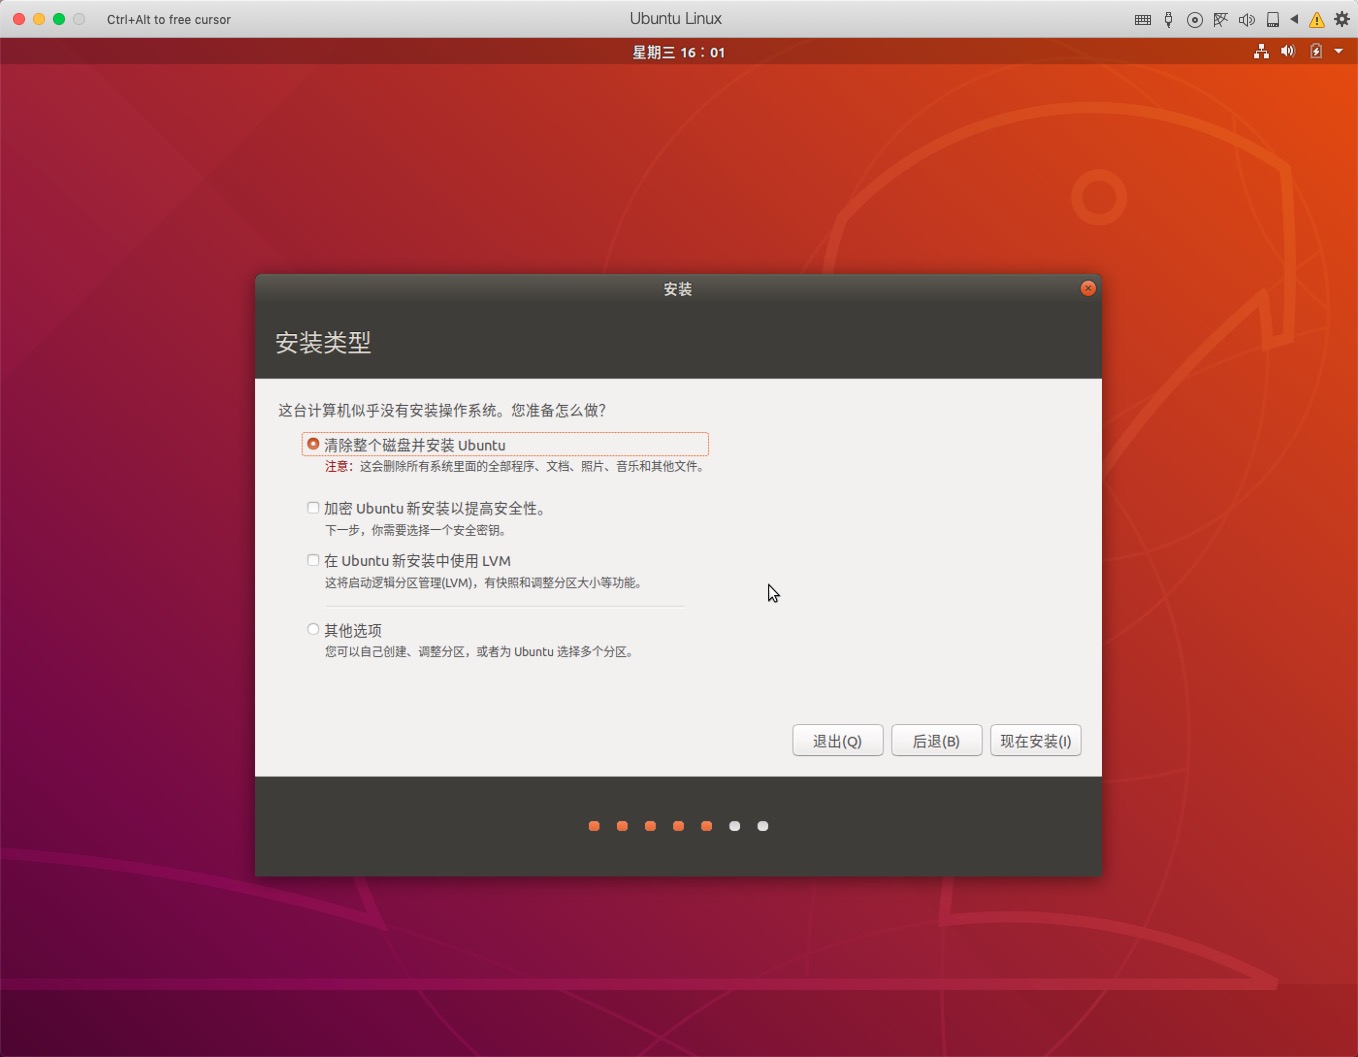 Ctrl+Alt to free cursor
Ubuntu Linux
星期三 16：01
安装
安装类型
这台计算机似乎没有安装操作系统。您准备怎么做？
清除整个磁盘并安装 Ubuntu
注意：这会删除所有系统里面的全部程序、文档、照片、音乐和其他文件。
加密 Ubuntu 新安装以提高安全性。
下一步，你需要选择一个安全密钥。
在 Ubuntu 新安装中使用 LVM
这将启动逻辑分区管理(LVM)，有快照和调整分区大小等功能。
其他选项
您可以自己创建、调整分区，或者为 Ubuntu 选择多个分区。
退出(Q)
后退(B)
现在安装(I)